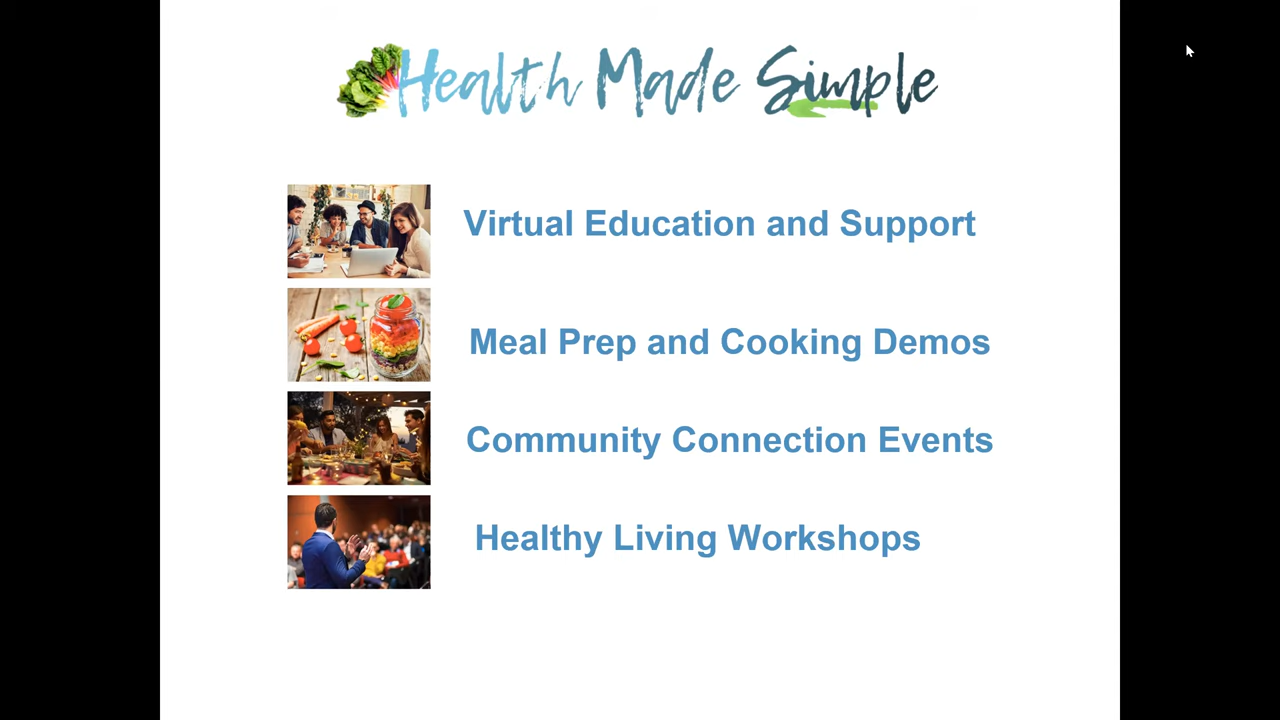 Health Made Simple
Virtual Education and Support
Meal Prep and Cooking Demos
Community Connection Events
Healthy Living Workshops